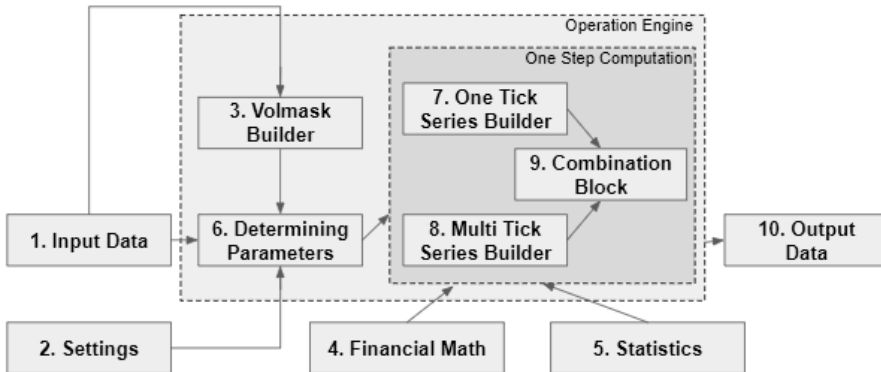 Operation Engine
One Step Computation
3. Volmask
Builder
7. One Tick
Series Builder
9. Combination
Block
1. Input Data
6. Determining
Parameters
8. Multi Tick
Series Builder
10. Output
Data
2. Settings
4. Financial Math
5. Statistics